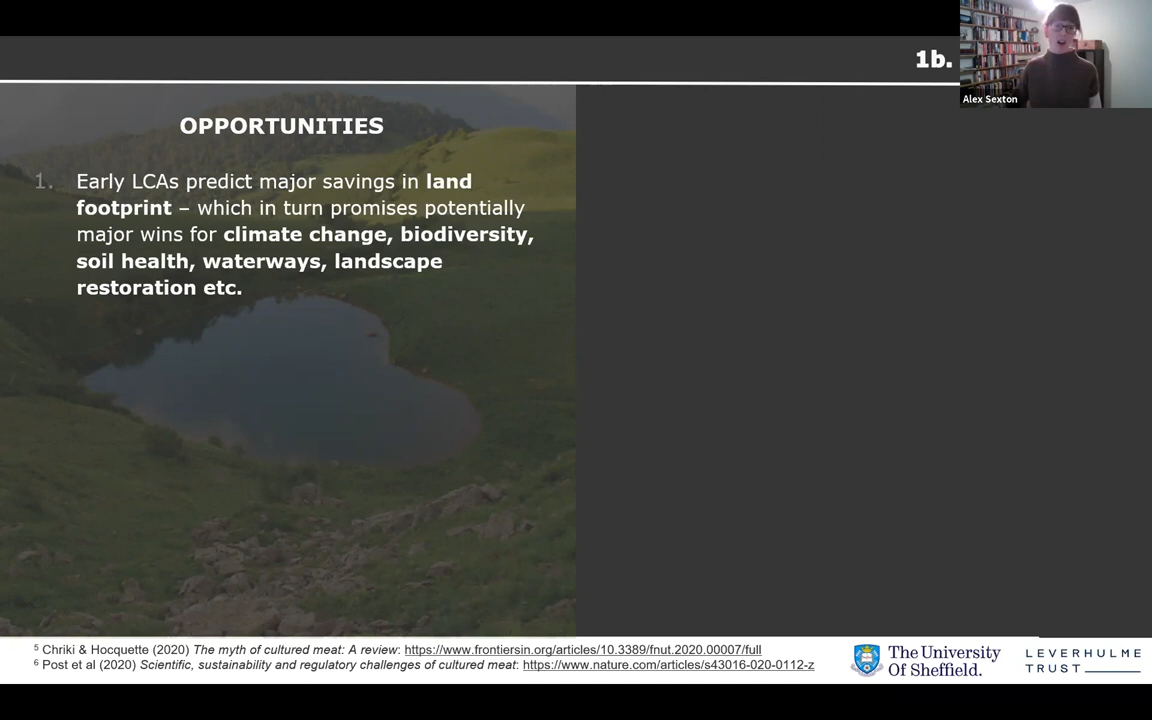 1b.
Alex Sexton
OPPORTUNITIES
1. Early LCAs predict major savings in land
footprint – which in turn promises potentially
major wins for climate change, biodiversity,
soil health, waterways, landscape
restoration etc.
⁵ Chriki & Hocquette (2020) The myth of cultured meat: A review: https://www.frontiersin.org/articles/10.3389/fnut.2020.00007/full
⁶ Post et al (2020) Scientific, sustainability and regulatory challenges of cultured meat: https://www.nature.com/articles/s43016-020-0112-z
The University
Of Sheffield.
LEVERHULME
TRUST